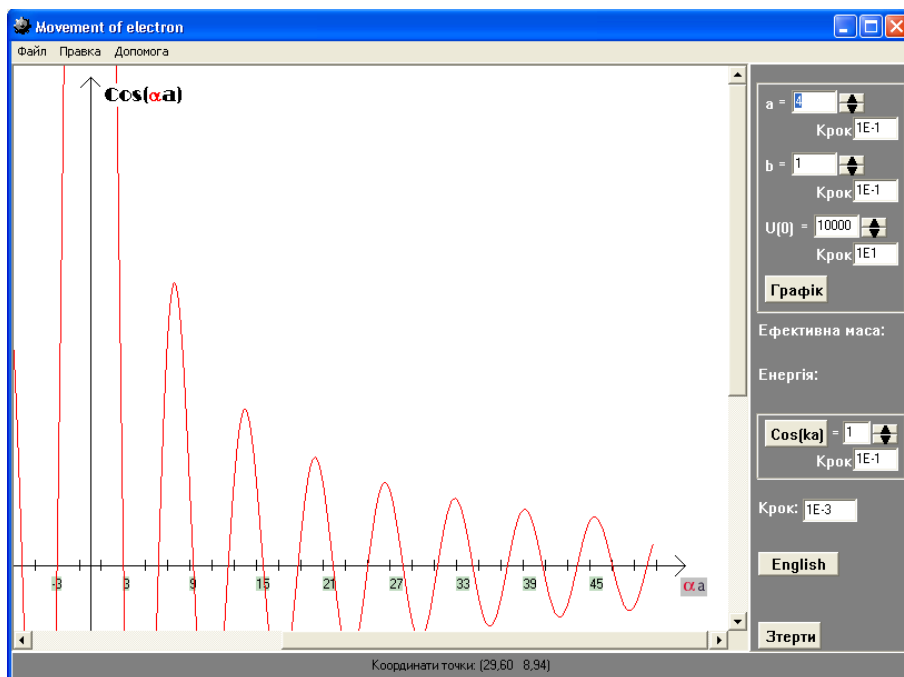 Movement of electron
Файл Правка Допомога
Cos(αa)
-3 3 9 15 21 27 33 39 45
αa
a = 4
Крок 1E-1
b = 1
Крок 1E-1
U(0) = 10000
Крок 1E1
Графік
Ефективна маса:
Енергія:
Cos(ka) = 1
Крок 1E-1
Крок: 1E-3
English
Зтерти
Координати точки: (29,60 8,94)